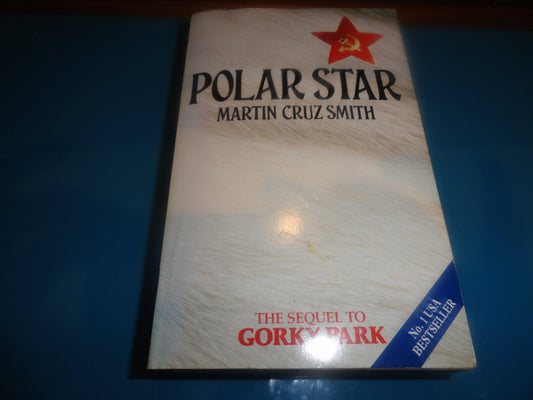 POLAR STAR
MARTIN CRUZ SMITH
THE SEQUEL TO
GORKY PARK
No. 1 USA
BESTSELLER